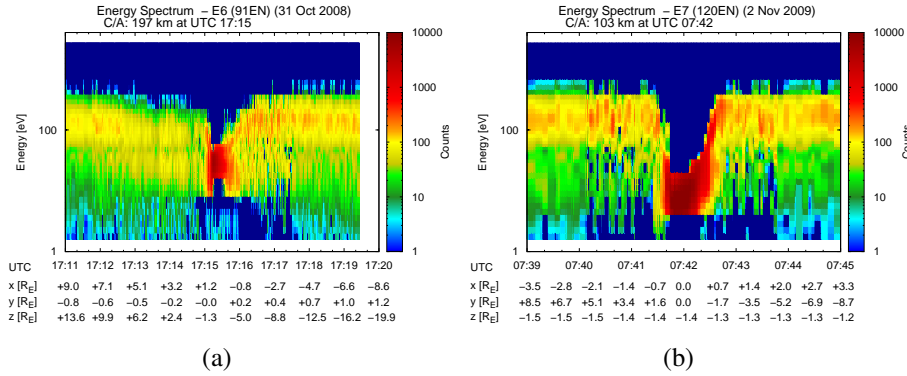 Energy Spectrum – E6 (91EN) (31 Oct 2008)
C/A: 197 km at UTC 17:15
Energy [eV]
100
1
10000
1000
100
10
1
Counts
UTC 17:11 17:12 17:13 17:14 17:15 17:16 17:17 17:18 17:19 17:20
x [RE] +9.0 +7.1 +5.1 +3.2 +1.2 −0.8 −2.7 −4.7 −6.6 −8.6
y [RE] −0.8 −0.6 −0.5 −0.2 −0.0 +0.2 +0.4 +0.7 +1.0 +1.2
z [RE] +13.6 +9.9 +6.2 +2.4 −1.3 −5.0 −8.8 −12.5 −16.2 −19.9
(a)
Energy Spectrum – E7 (120EN) (2 Nov 2009)
C/A: 103 km at UTC 07:42
Energy [eV]
100
1
10000
1000
100
10
1
Counts
UTC 07:39 07:40 07:41 07:42 07:43 07:44 07:45
x [RE] −3.5 −2.8 −2.1 −1.4 −0.7 0.0 +0.7 +1.4 +2.0 +2.7 +3.3
y [RE] +8.5 +6.7 +5.1 +3.4 +1.6 0.0 −1.7 −3.5 −5.2 −6.9 −8.7
z [RE] −1.5 −1.5 −1.5 −1.4 −1.4 −1.4 −1.3 −1.3 −1.3 −1.3 −1.2
(b)